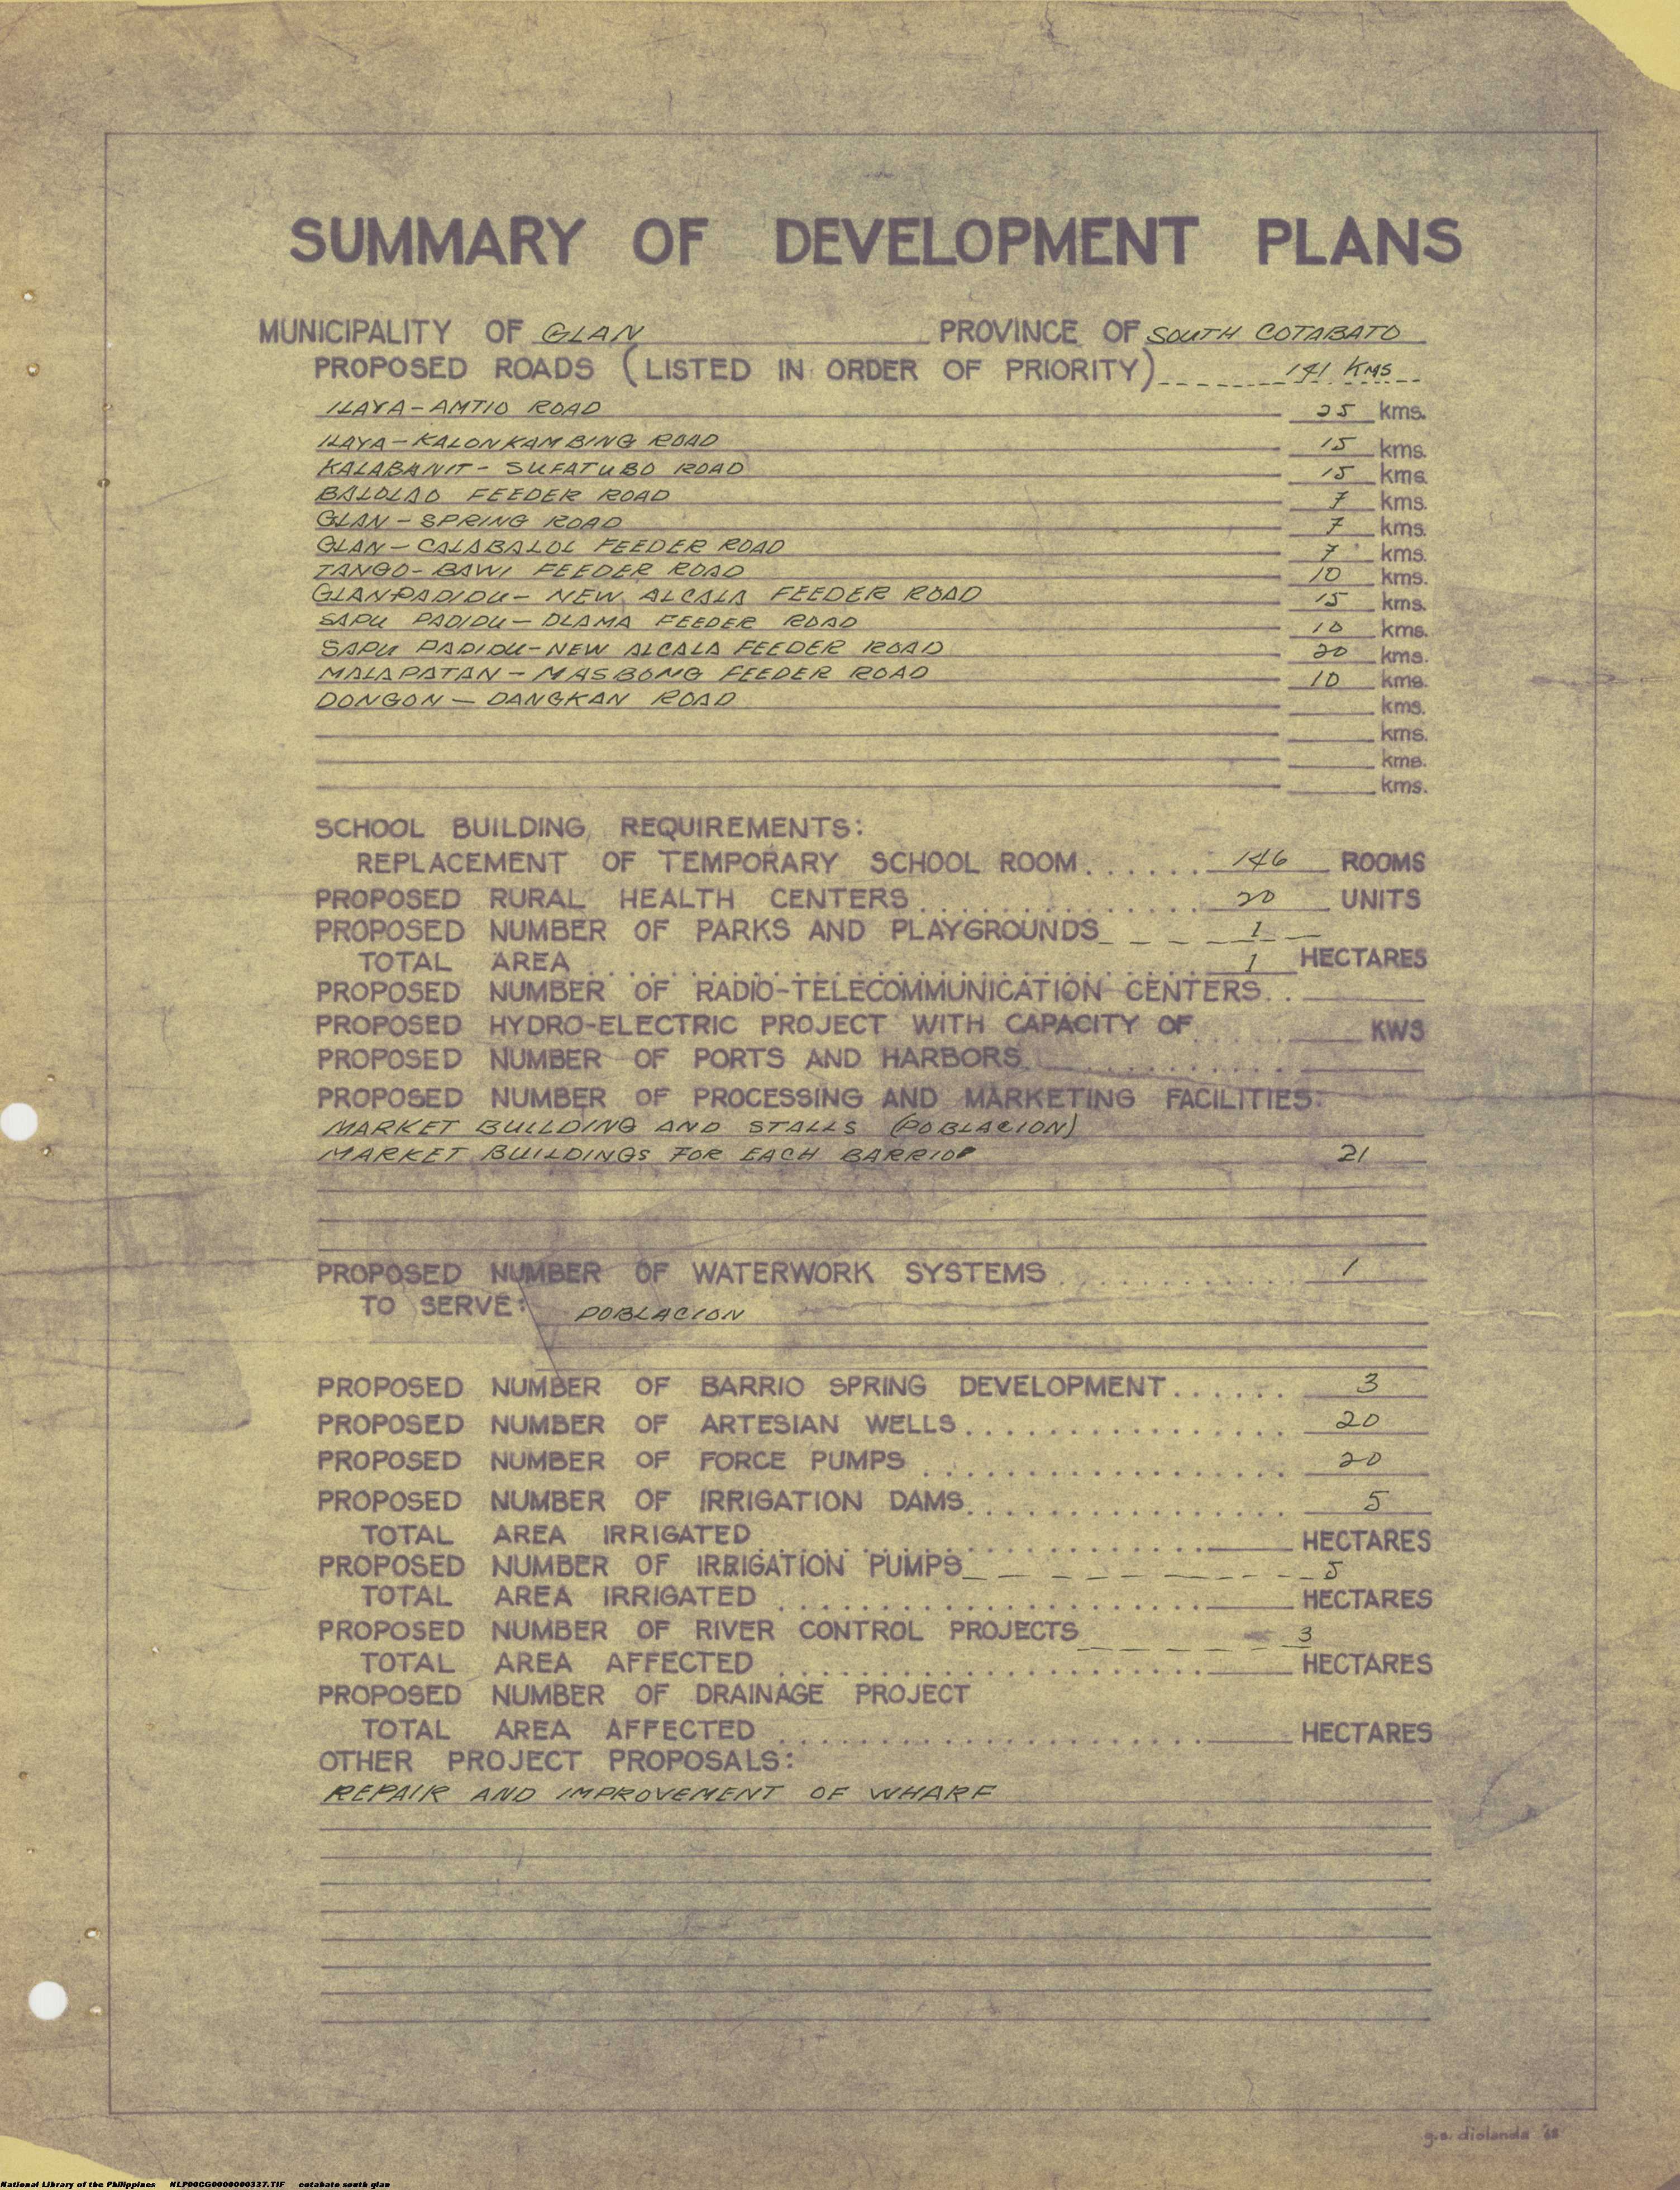 SUMMARY OF DEVELOPMENT PLANS
MUNICIPALITY OF GLAN PROVINCE OF SOUTH COTABATO
PROPOSED ROADS (LISTED IN ORDER OF PRIORITY) 141 KMS
ILAYA-AMTIO ROAD 25 kms.
ILAYA-KALONKAMBING ROAD 15 kms.
KALABANIT- SUFATUBO ROAD 15 kms
BALOLAO FEEDER ROAD 7 kms.
GLAN-SPRING ROAD 7 kms.
GLAN-CALABALOL FEEDER ROAD 7 kms.
TANGO-BAWI FEEDER ROAD 10 kms.
GLANPADIDU- NEW ALCALA FEEDER ROAD 15 kms.
SAPU PADIDU-DLAMA FEEDER ROAD 10 kms.
SAPU PADIDU-NEW ALCALA FEEDER ROAD 20 kms.
MALAPATAN-MASBONG FEEDER ROAD 10 kms.
DONGON- DANGKAN ROAD kms.
kms.
kms.
kms.
SCHOOL BUILDING REQUIREMENTS:
REPLACEMENT OF TEMPORARY SCHOOL ROOM...... 146 ROOMS
PROPOSED RURAL HEALTH CENTERS.............. 20 UNITS
PROPOSED NUMBER OF PARKS AND PLAYGROUNDS 1
TOTAL AREA.............. 1 HECTARES
PROPOSED NUMBER OF RADIO-TELECOMMUNICATION CENTERS..
PROPOSED HYDRO-ELECTRIC PROJECT WITH CAPACITY OF...... KWS
PROPOSED NUMBER OF PORTS AND HARBORS..............
PROPOSED NUMBER OF PROCESSING AND MARKETING FACILITIES:
MARKET BUILDING AND STALLS (POBLACION)
MARKET BUILDINGS FOR EACH BARRIO 21
PROPOSED NUMBER OF WATERWORK SYSTEMS............ 1
TO SERVE: POBLACION
PROPOSED NUMBER OF BARRIO SPRING DEVELOPMENT...... 3
PROPOSED NUMBER OF ARTESIAN WELLS................ 20
PROPOSED NUMBER OF FORCE PUMPS................. 20
PROPOSED NUMBER OF IRRIGATION DAMS................ 5
TOTAL AREA IRRIGATED.................... HECTARES
PROPOSED NUMBER OF IRRIGATION PUMPS 5
TOTAL AREA IRRIGATED.................... HECTARES
PROPOSED NUMBER OF RIVER CONTROL PROJECTS 3
TOTAL AREA AFFECTED.................... HECTARES
PROPOSED NUMBER OF DRAINAGE PROJECT
TOTAL AREA AFFECTED.................... HECTARES
OTHER PROJECT PROPOSALS:
REPAIR AND IMPROVEMENT OF WHARF
g.s. diolanda '68
National Library of the Philippines NLP00CG0000000337.TIF cotabato south glan